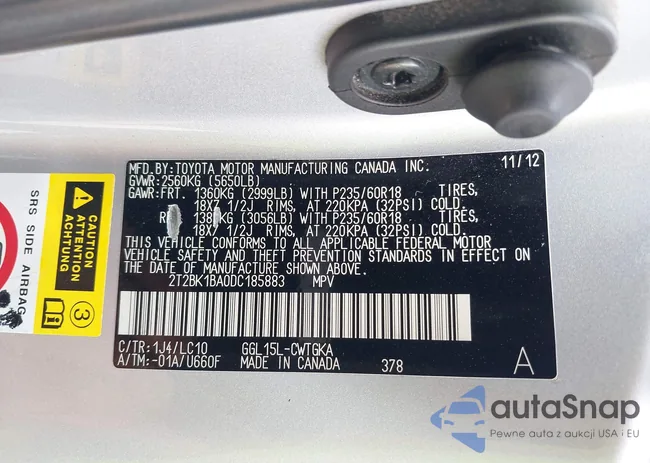 MFD.BY:TOYOTA MOTOR MANUFACTURING CANADA INC. 11/12
GVWR:2560KG (5650LB)
GAWR:FRT. 1360KG (2999LB) WITH P235/60R18 TIRES,
18X7 1/2J RIMS, AT 220KPA (32PSI) COLD.
(3056LB) WITH P235/60R18 TIRES,
18X7 1/2J RIMS, AT 220KPA (32PSI) COLD.
THIS VEHICLE CONFORMS TO ALL APPLICABLE FEDERAL MOTOR
VEHICLE SAFETY AND THEFT PREVENTION STANDARDS IN EFFECT ON
THE DATE OF MANUFACTURE SHOWN ABOVE.
2T2BK1BA0DC185883 MPV
C/TR:1J4/LC10 GGL15L-CWTGKA
A/TM:-01A/U660F MADE IN CANADA 378 A
SRS SIDE AIRBAG
CAUTION
ATTENTION
ACHTUNG
3
autoSnap
Pewne auta z aukcji USA i EU